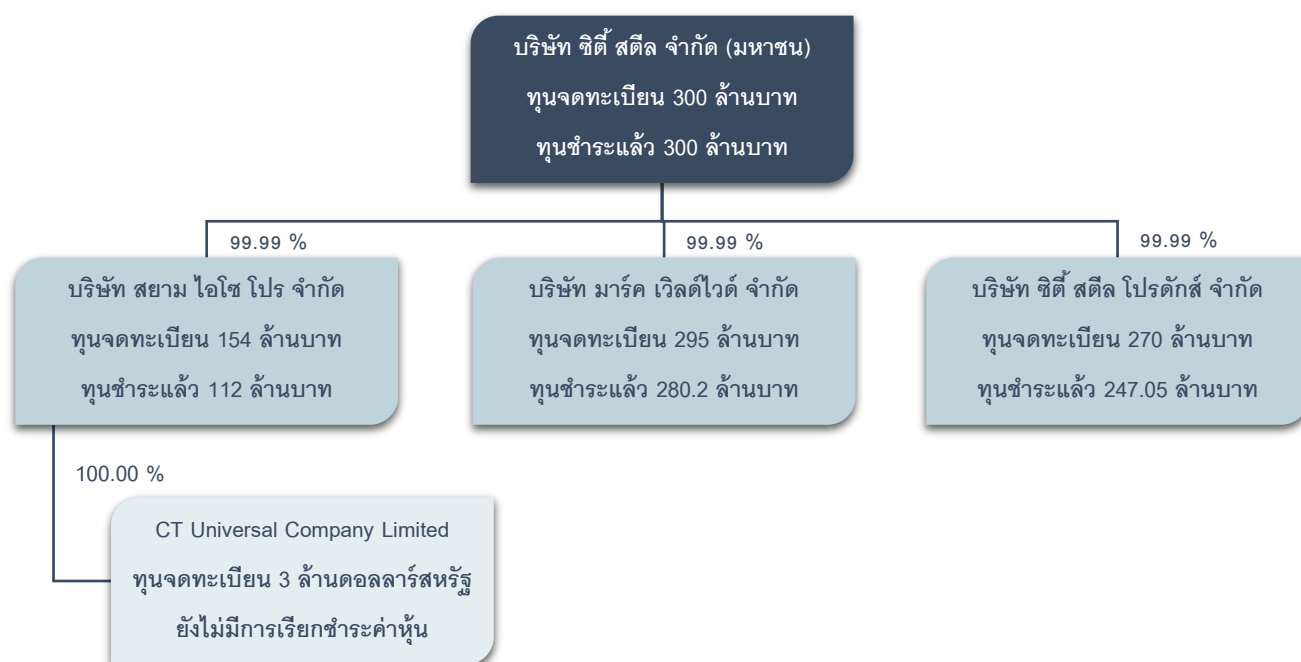 บริษัท ซิตี้ สตีล จำกัด (มหาชน)
ทุนจดทะเบียน 300 ล้านบาท
ทุนชำระแล้ว 300 ล้านบาท
99.99 %
99.99 %
99.99 %
บริษัท สยาม ไอโซ โปร จำกัด
ทุนจดทะเบียน 154 ล้านบาท
ทุนชำระแล้ว 112 ล้านบาท
บริษัท มาร์ค เวิลด์ไวด์ จำกัด
ทุนจดทะเบียน 295 ล้านบาท
ทุนชำระแล้ว 280.2 ล้านบาท
บริษัท ซิตี้ สตีล โปรดักส์ จำกัด
ทุนจดทะเบียน 270 ล้านบาท
ทุนชำระแล้ว 247.05 ล้านบาท
100.00 %
CT Universal Company Limited
ทุนจดทะเบียน 3 ล้านดอลลาร์สหรัฐ
ยังไม่มีการเรียกชำระค่าหุ้น